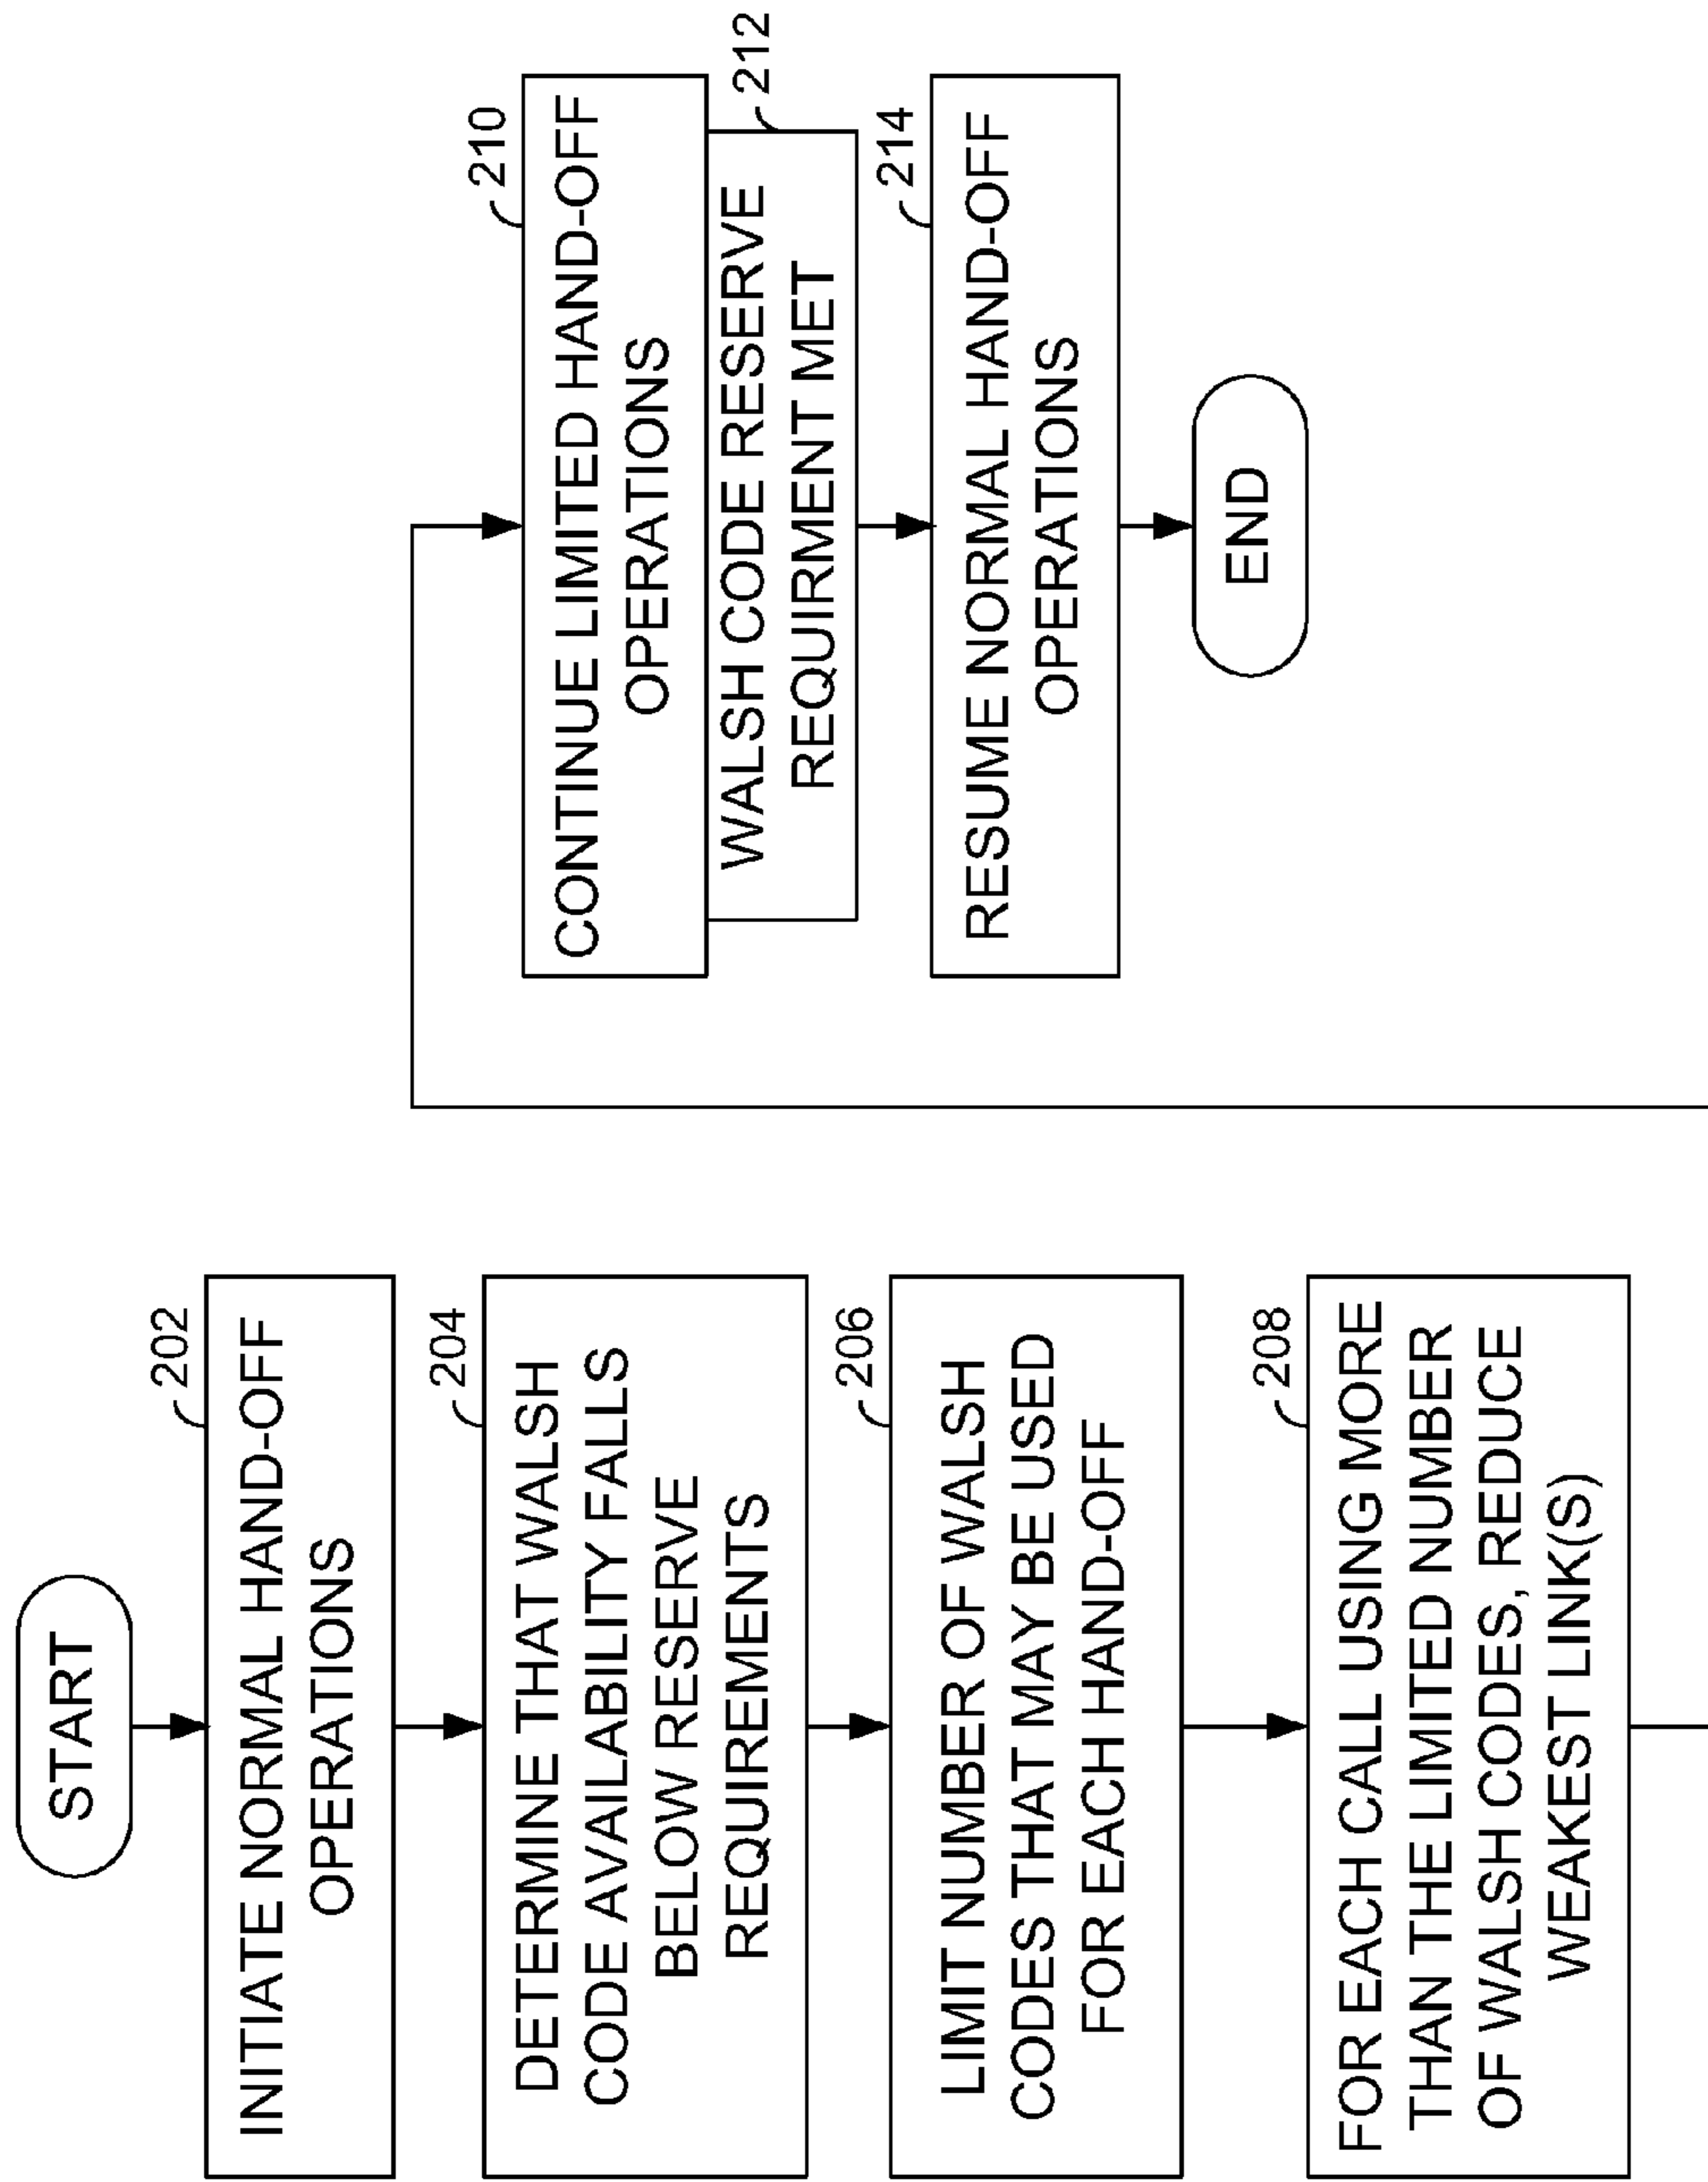 START
202
INITIATE NORMAL HAND-OFF
OPERATIONS
204
DETERMINE THAT WALSH
CODE AVAILABILITY FALLS
BELOW RESERVE
REQUIREMENTS
206
LIMIT NUMBER OF WALSH
CODES THAT MAY BE USED
FOR EACH HAND-OFF
208
FOR EACH CALL USING MORE
THAN THE LIMITED NUMBER
OF WALSH CODES, REDUCE
WEAKEST LINK(S)
210
CONTINUE LIMITED HAND-OFF
OPERATIONS
212
WALSH CODE RESERVE
REQUIRMENT MET
214
RESUME NORMAL HAND-OFF
OPERATIONS
END